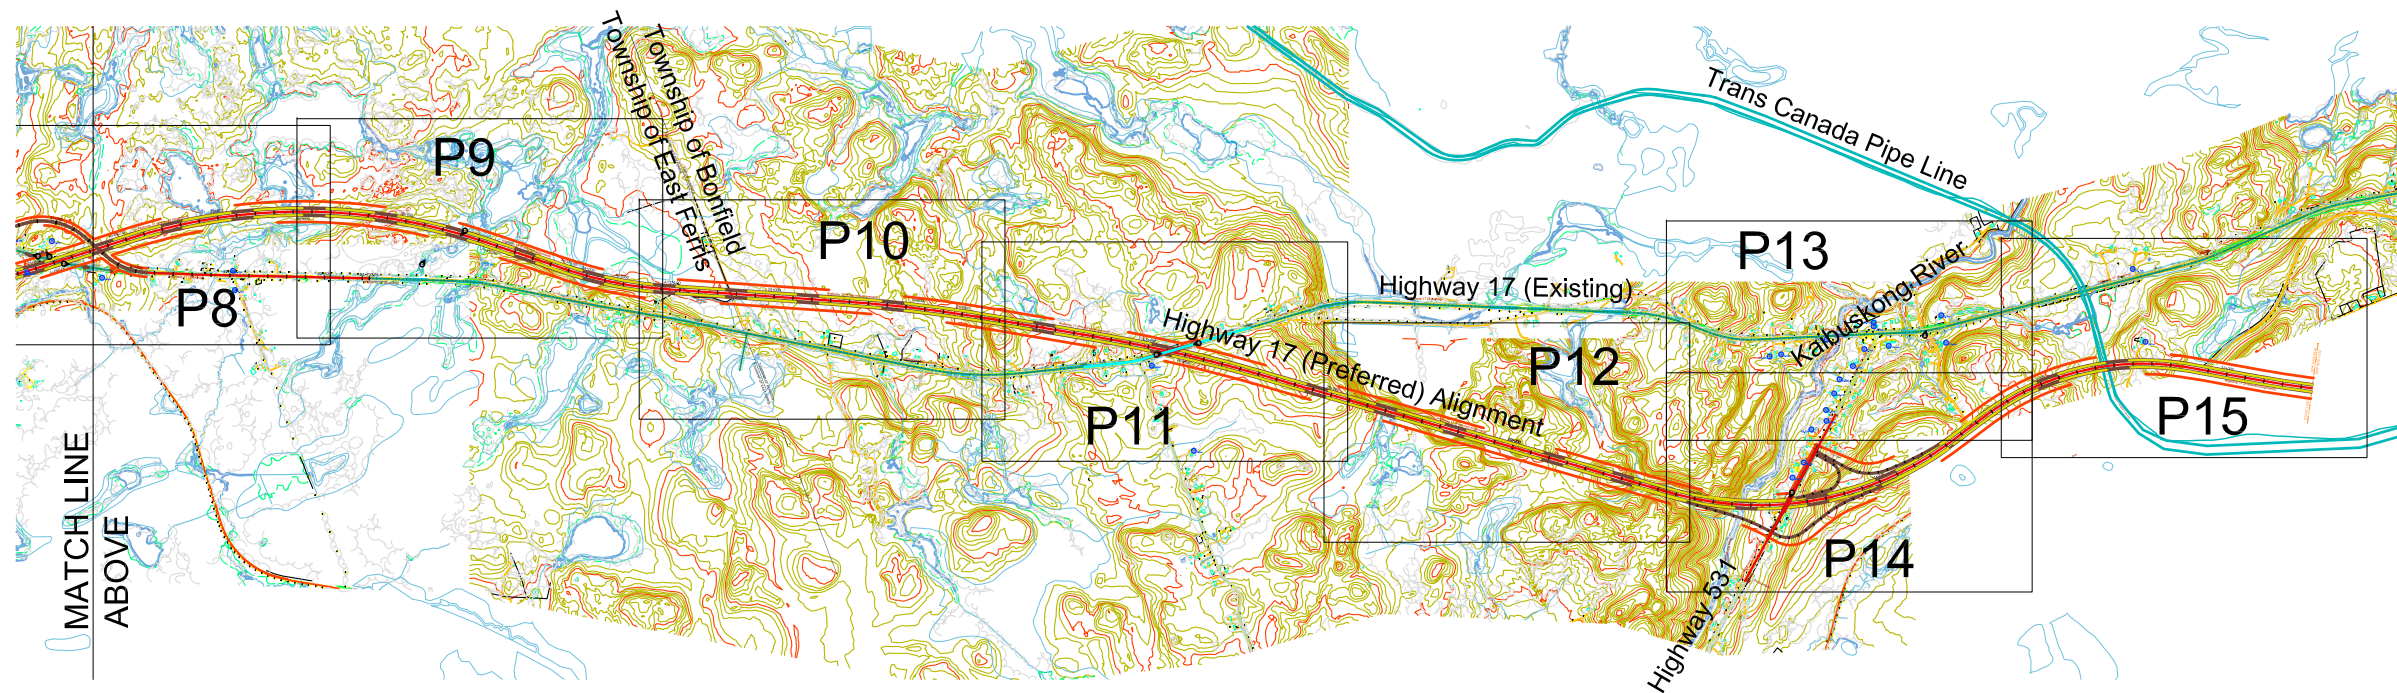 Township of Bonfield
Township of East Ferris
Trans Canada Pipe Line
P9
P10
P13
Highway 17 (Existing)
Kaibuskong River
P8
Highway 17 (Preferred) Alignment
P12
P11
P15
MATCH LINE
ABOVE
P14
Highway 531